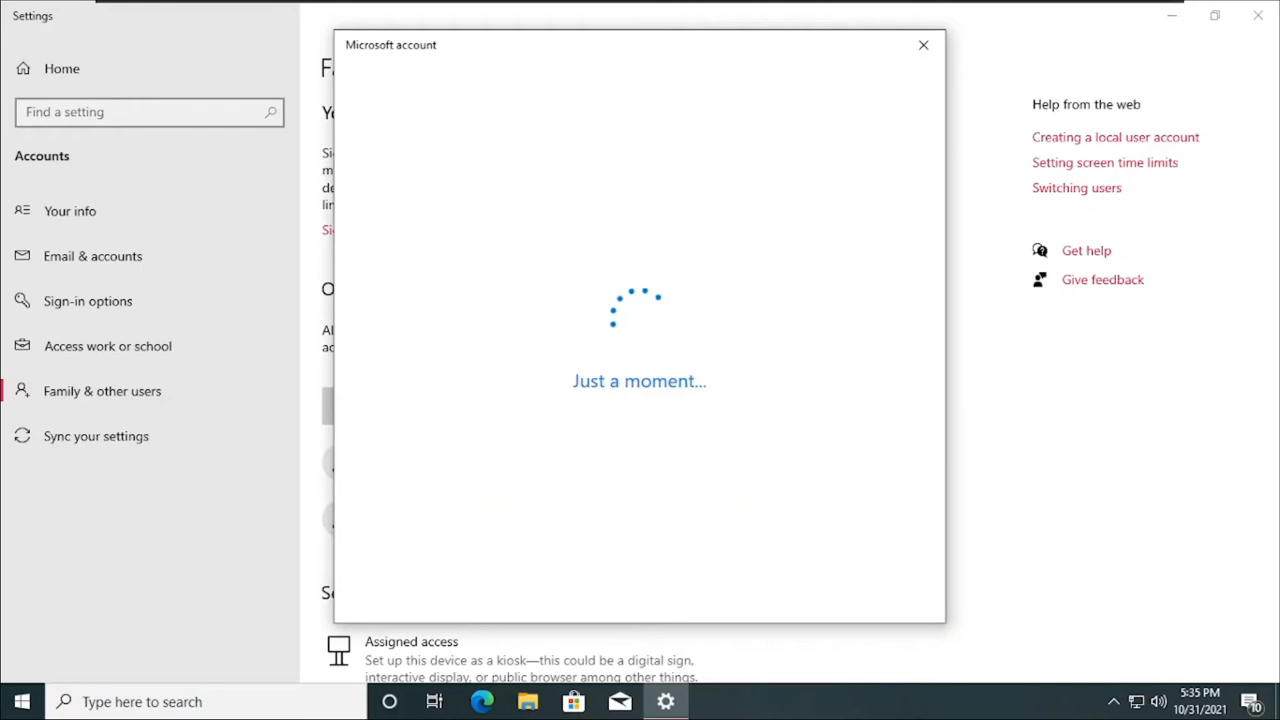 Settings
Home
Find a setting
Accounts
Your info
Email & accounts
Sign-in options
Access work or school
Family & other users
Sync your settings
Microsoft account
Just a moment...
Assigned access
Set up this device as a kiosk—this could be a digital sign,
interactive display, or public browser among other things.
Help from the web
Creating a local user account
Setting screen time limits
Switching users
Get help
Give feedback
Type here to search
5:35 PM
10/31/2021
10